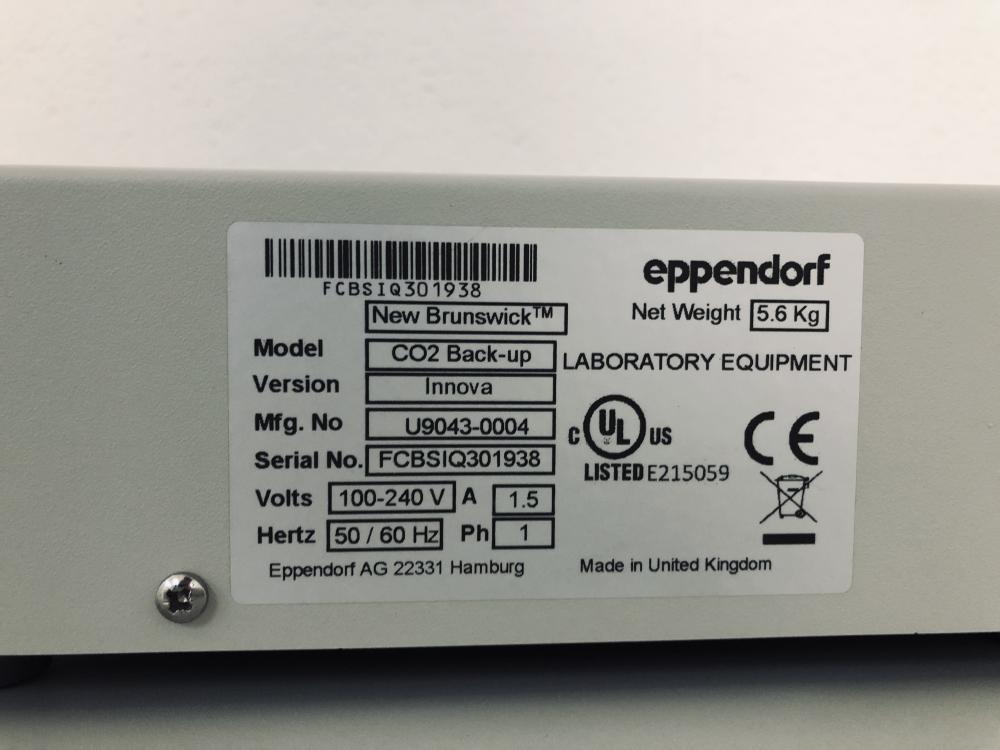 FCBSIQ301938
eppendorf
New Brunswick™
Net Weight 5.6 Kg
Model CO2 Back-up
LABORATORY EQUIPMENT
Version Innova
Mfg. No U9043-0004
C UL US
CE
Serial No. FCBSIQ301938
LISTED E215059
Volts 100-240 V A 1.5
Hertz 50 / 60 Hz Ph 1
Eppendorf AG 22331 Hamburg
Made in United Kingdom